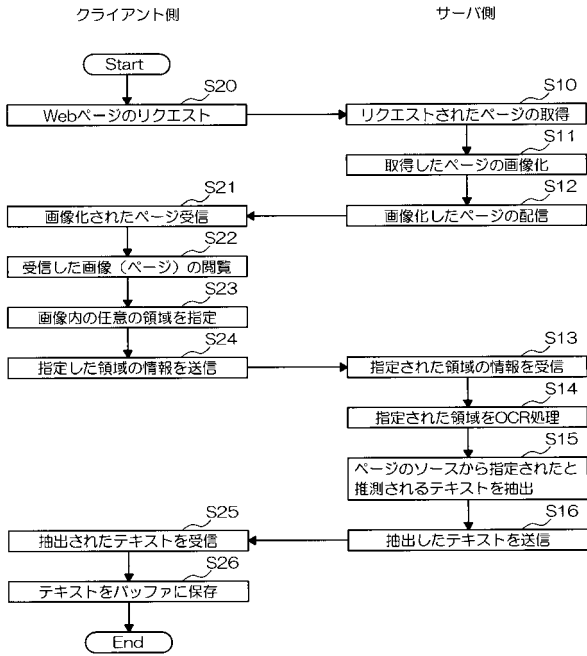 クライアント側
サーバ側
Start
S20
Webページのリクエスト
S10
リクエストされたページの取得
S11
取得したページの画像化
S12
画像化したページの配信
S21
画像化されたページ受信
S22
受信した画像（ページ）の閲覧
S23
画像内の任意の領域を指定
S24
指定した領域の情報を送信
S13
指定された領域の情報を受信
S14
指定された領域をOCR処理
S15
ページのソースから指定されたと
推測されるテキストを抽出
S16
抽出したテキストを送信
S25
抽出されたテキストを受信
S26
テキストをバッファに保存
End